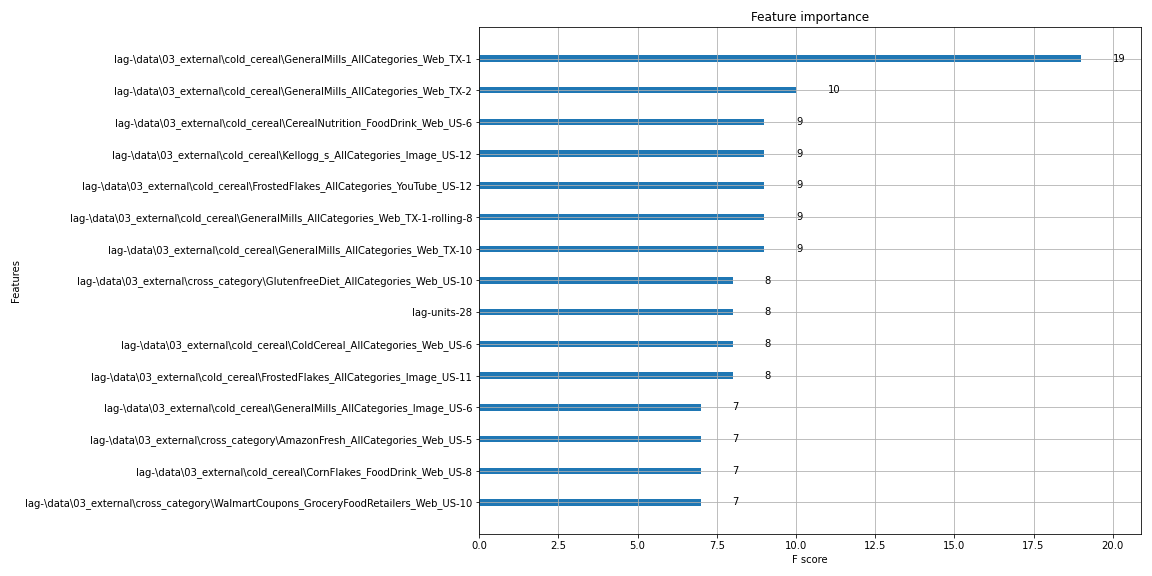 Feature importance
lag-\data\03_external\cold_cereal\GeneralMills_AllCategories_Web_TX-1 19
lag-\data\03_external\cold_cereal\GeneralMills_AllCategories_Web_TX-2 10
lag-\data\03_external\cold_cereal\CerealNutrition_FoodDrink_Web_US-6 9
lag-\data\03_external\cold_cereal\Kellogg_s_AllCategories_Image_US-12 9
lag-\data\03_external\cold_cereal\FrostedFlakes_AllCategories_YouTube_US-12 9
lag-\data\03_external\cold_cereal\GeneralMills_AllCategories_Web_TX-1-rolling-8 9
lag-\data\03_external\cold_cereal\GeneralMills_AllCategories_Web_TX-10 9
lag-\data\03_external\cross_category\GlutenfreeDiet_AllCategories_Web_US-10 8
lag-units-28 8
lag-\data\03_external\cold_cereal\ColdCereal_AllCategories_Web_US-6 8
lag-\data\03_external\cold_cereal\FrostedFlakes_AllCategories_Image_US-11 8
lag-\data\03_external\cold_cereal\GeneralMills_AllCategories_Image_US-6 7
lag-\data\03_external\cross_category\AmazonFresh_AllCategories_Web_US-5 7
lag-\data\03_external\cold_cereal\CornFlakes_FoodDrink_Web_US-8 7
lag-\data\03_external\cross_category\WalmartCoupons_GroceryFoodRetailers_Web_US-10 7
Features
0.0 2.5 5.0 7.5 10.0 12.5 15.0 17.5 20.0
F score